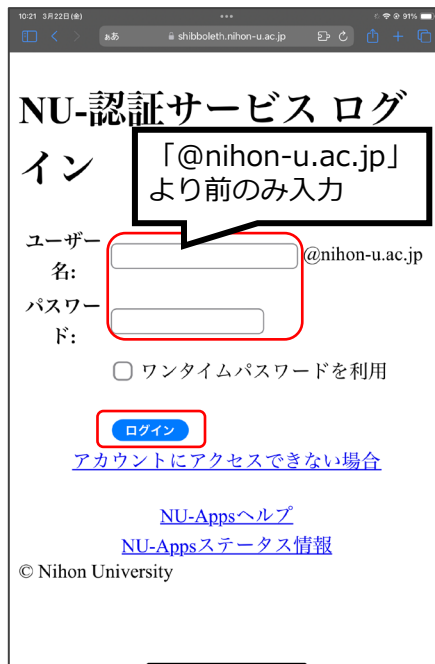 10:21 3月22日(金)
91%
ああ
shibboleth.nihon-u.ac.jp
NU-認証サービス ログ
イン
「@nihon-u.ac.jp」
より前のみ入力
ユーザー
名:
@nihon-u.ac.jp
パスワー
ド:
ワンタイムパスワードを利用
ログイン
アカウントにアクセスできない場合
NU-Appsヘルプ
NU-Appsステータス情報
© Nihon University